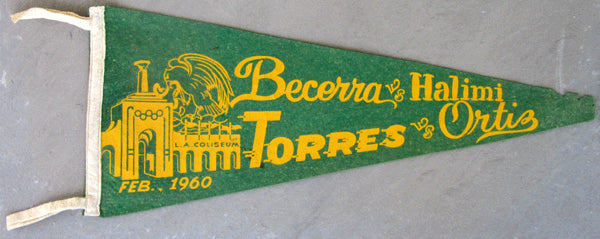 Becerra vs Halimi
Torres vs Ortiz
L.A. COLISEUM
FEB.. 1960